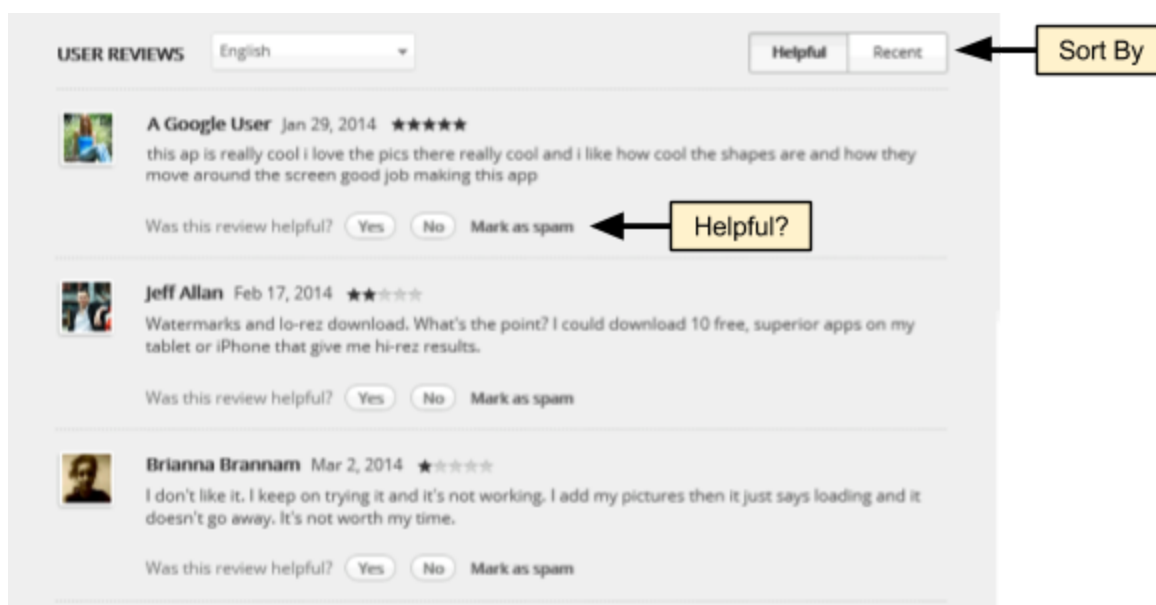 USER REVIEWS English Helpful Recent Sort By
A Google User Jan 29, 2014 ★★★★★
this ap is really cool i love the pics there really cool and i like how cool the shapes are and how they
move around the screen good job making this app
Was this review helpful? Yes No Mark as spam Helpful?
Jeff Allan Feb 17, 2014 ★★☆☆☆
Watermarks and lo-rez download. What's the point? I could download 10 free, superior apps on my
tablet or iPhone that give me hi-rez results.
Was this review helpful? Yes No Mark as spam
Brianna Brannam Mar 2, 2014 ★☆☆☆☆
I don't like it. I keep on trying it and it's not working. I add my pictures then it just says loading and it
doesn't go away. It's not worth my time.
Was this review helpful? Yes No Mark as spam